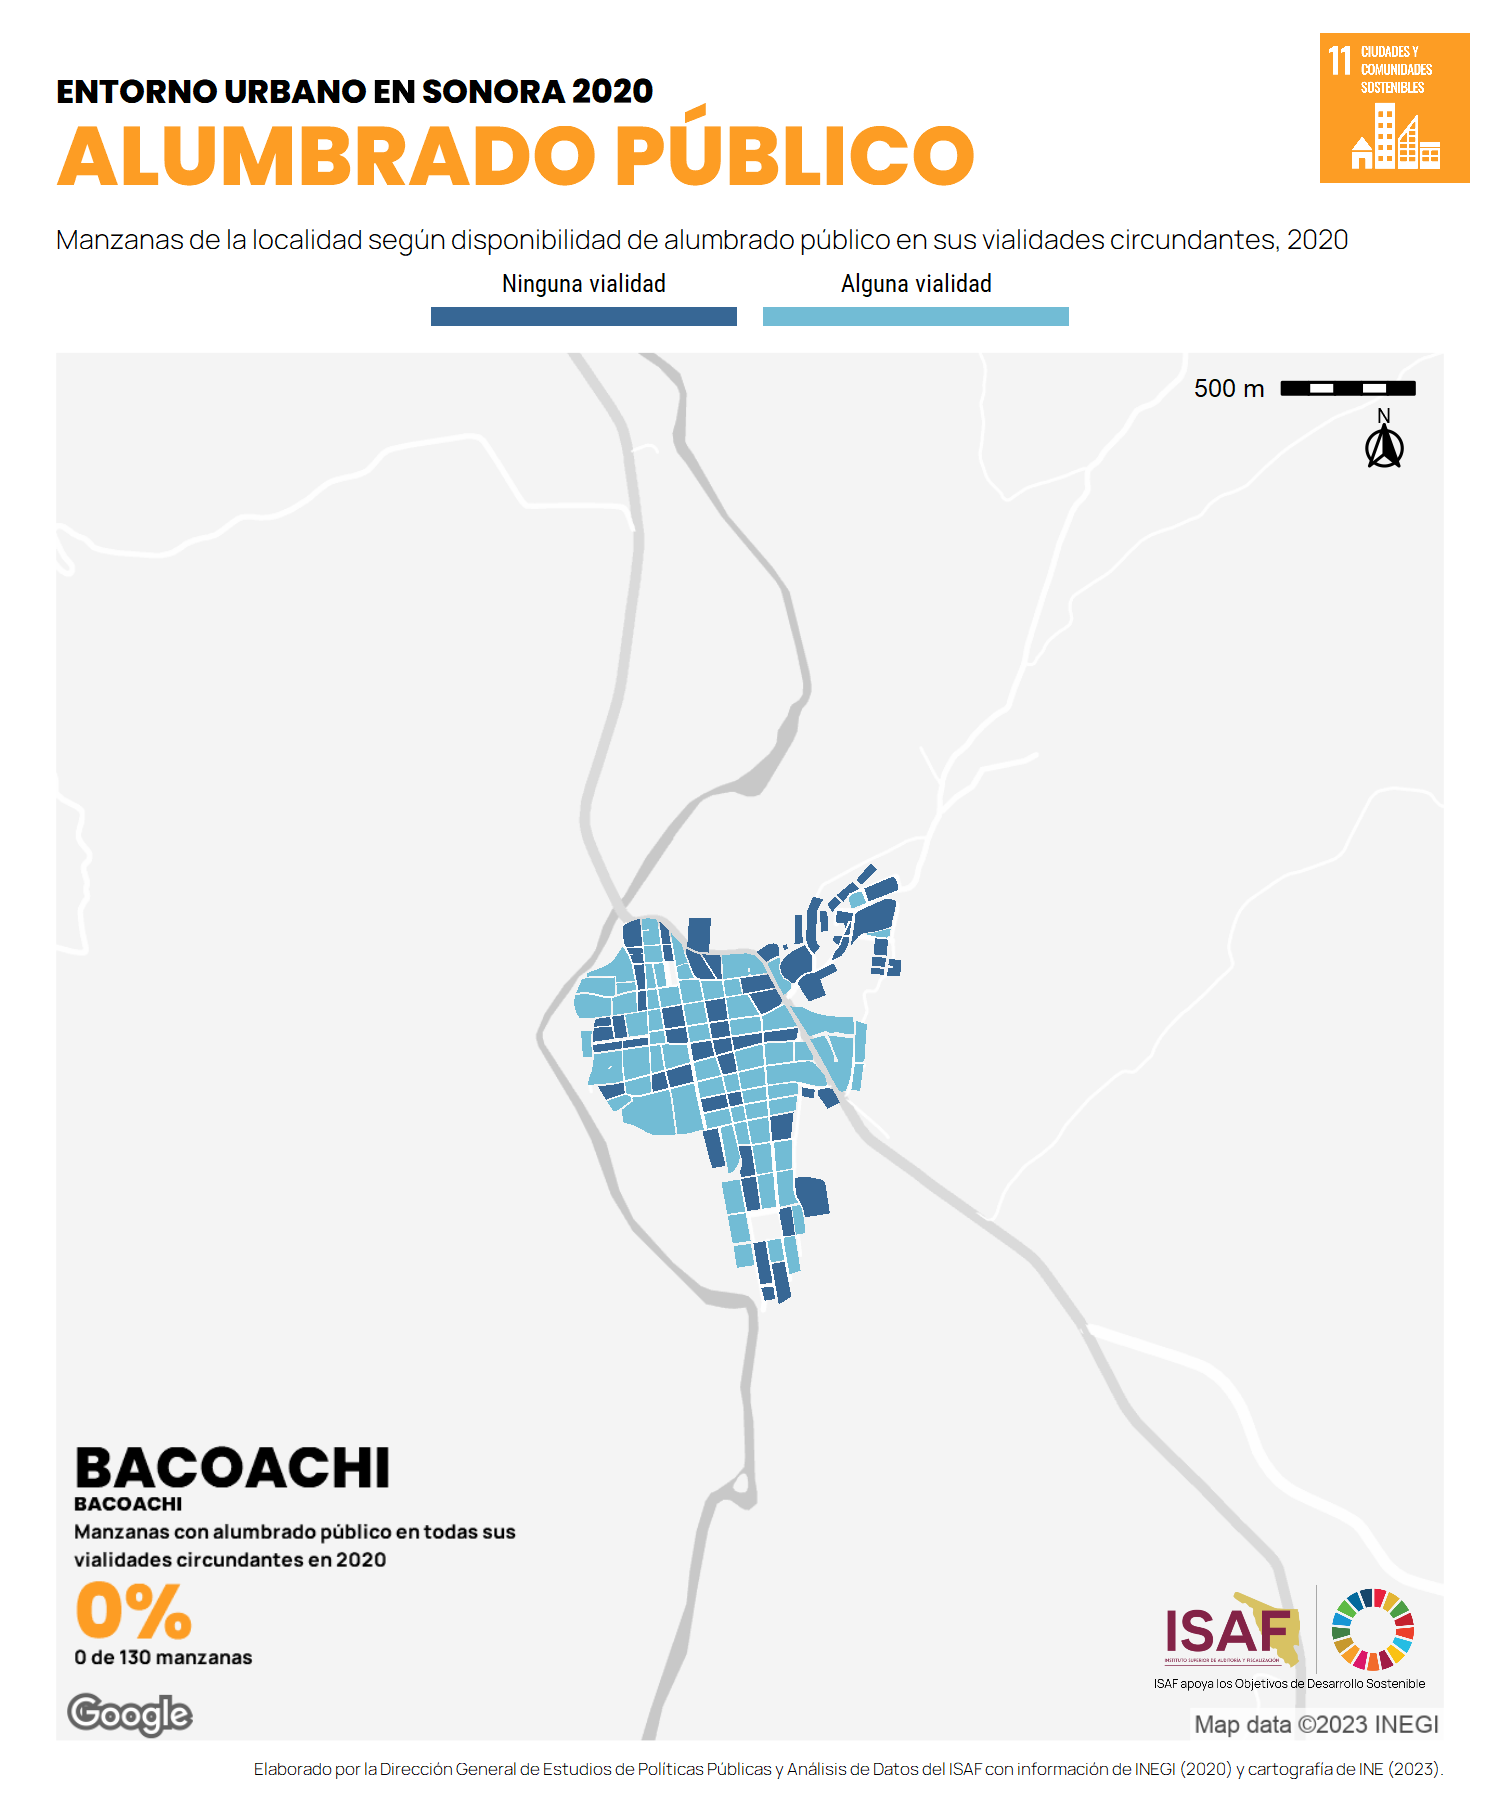 ENTORNO URBANO EN SONORA 2020
ALUMBRADO PÚBLICO
11 CIUDADES Y
COMUNIDADES
SOSTENIBLES
Manzanas de la localidad según disponibilidad de alumbrado público en sus vialidades circundantes, 2020
Ninguna vialidad Alguna vialidad
500 m
N
BACOACHI
BACOACHI
Manzanas con alumbrado público en todas sus
vialidades circundantes en 2020
0%
0 de 130 manzanas
Google
ISAF
INSTITUTO SUPERIOR DE AUDITORÍA Y FISCALIZACIÓN
ISAF apoya los Objetivos de Desarrollo Sostenible
Map data ©2023 INEGI
Elaborado por la Dirección General de Estudios de Políticas Públicas y Análisis de Datos del ISAF con información de INEGI (2020) y cartografía de INE (2023).